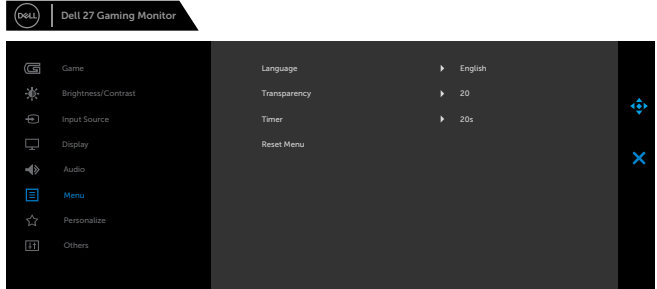 DELL
Dell 27 Gaming Monitor
Game
Language
English
Brightness/Contrast
Transparency
20
Input Source
Timer
20s
Display
Reset Menu
Audio
Menu
Personalize
Others